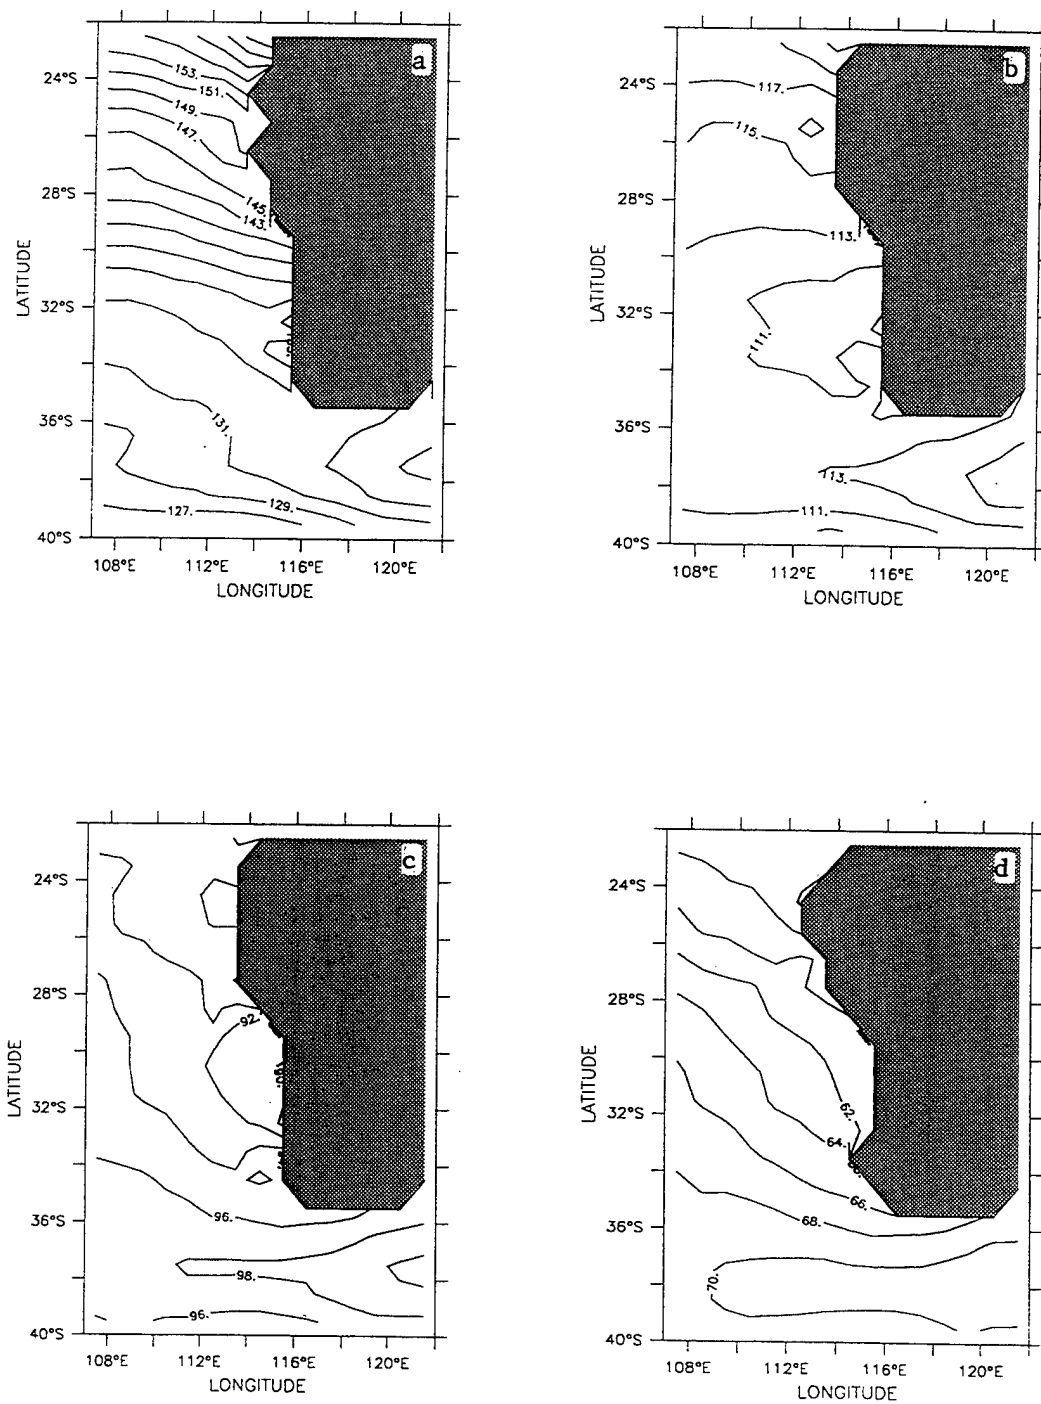 a
153.
151.
149.
147.
145.
143.
131.
129.
127.
24°S
28°S
32°S
36°S
40°S
LATITUDE
108°E 112°E 116°E 120°E
LONGITUDE
b
117.
115.
113.
111.
113.
111.
24°S
28°S
32°S
36°S
40°S
LATITUDE
108°E 112°E 116°E 120°E
LONGITUDE
c
92.
96.
98.
96.
24°S
28°S
32°S
36°S
40°S
LATITUDE
108°E 112°E 116°E 120°E
LONGITUDE
d
62.
64.
66.
68.
70.
24°S
28°S
32°S
36°S
40°S
LATITUDE
108°E 112°E 116°E 120°E
LONGITUDE